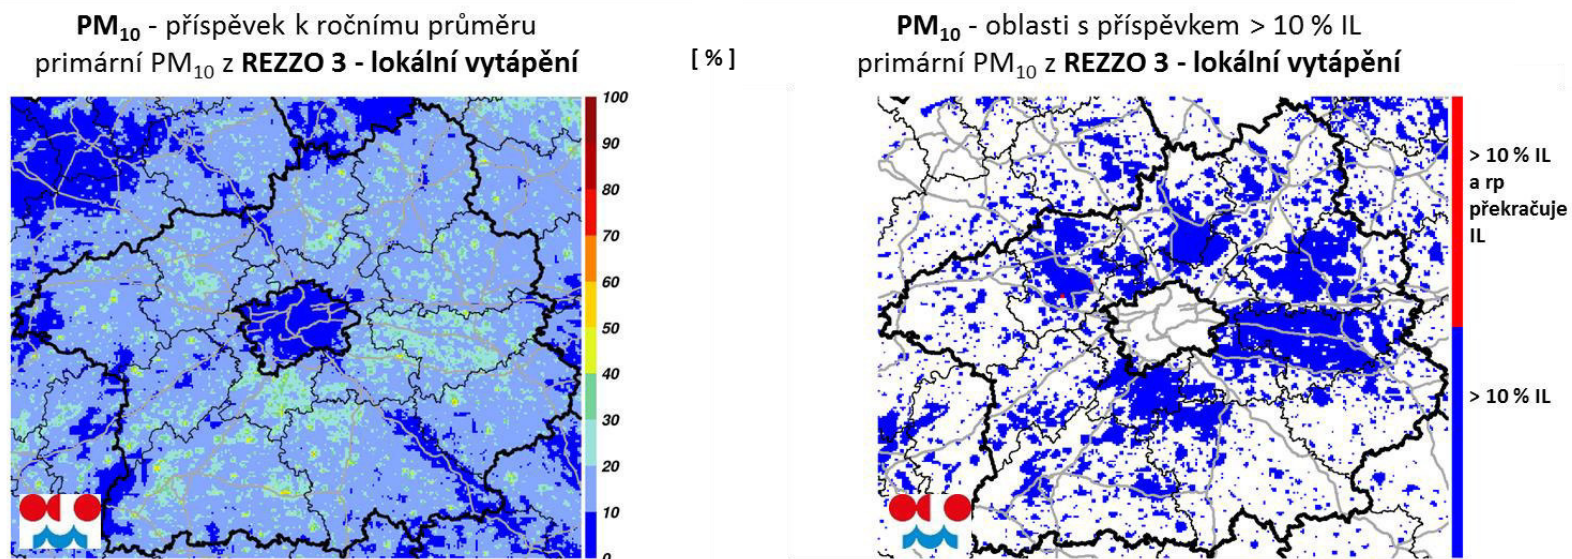 PM₁₀ - příspěvek k ročnímu průměru
primární PM₁₀ z REZZO 3 - lokální vytápění
[ % ]
100
90
80
70
60
50
40
30
20
10
0
PM₁₀ - oblasti s příspěvkem > 10 % IL
primární PM₁₀ z REZZO 3 - lokální vytápění
> 10 % IL
a rp
překračuje
IL
> 10 % IL